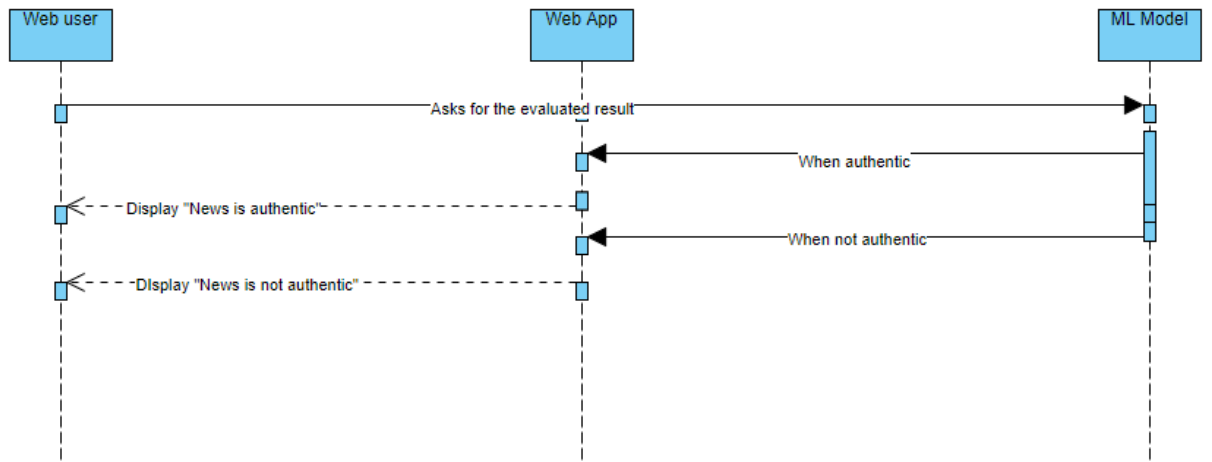 Web user
Web App
ML Model
Asks for the evaluated result
When authentic
Display "News is authentic"
When not authentic
DIsplay "News is not authentic"